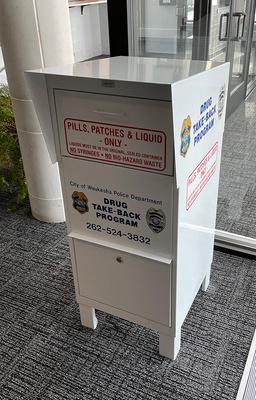 PILLS, PATCHES & LIQUID
- ONLY -
LIQUIDS MUST BE IN THE ORIGINAL, SEALED CONTAINER
NO SYRINGES • NO BIO-HAZARD WASTE
City of Waukesha Police Department
DRUG
TAKE-BACK
PROGRAM
262-524-3832
DRUG
TAKE-BACK
PROGRAM